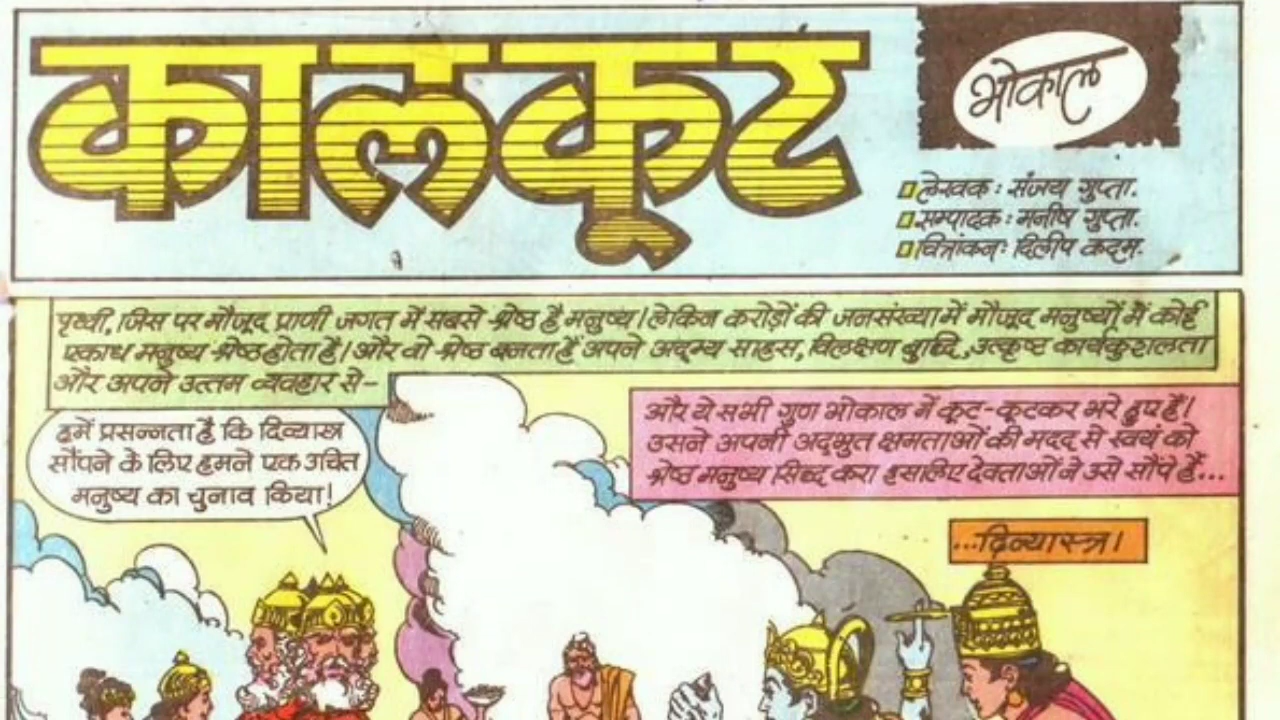 कालकूट
भोकाल
लेखक: संजय गुप्ता.
सम्पादक: मनीष गुप्ता.
चित्रांकन: दिलीप कदम.
पृथ्वी, जिस पर मौजूद प्राणी जगत में सबसे श्रेष्ठ है मनुष्य। लेकिन करोड़ों की जनसंख्या में मौजूद मनुष्यों में कोई
एकाध मनुष्य श्रेष्ठ होता है। और वो श्रेष्ठ बनता है अपने अदम्य साहस, विलक्षण बुद्धि, उत्कृष्ट कार्यकुशलता
और अपने उत्तम व्यवहार से-
हमें प्रसन्नता है कि दिव्यास्त्र
सौंपने के लिए हमने एक उचित
मनुष्य का चुनाव किया!
और ये सभी गुण भोकाल में कूट-कूटकर भरे हुए हैं।
उसने अपनी अद्भुत क्षमताओं की मदद से स्वयं को
श्रेष्ठ मनुष्य सिद्ध करा इसलिए देवताओं ने उसे सौंपे हैं...
...दिव्यास्त्र।